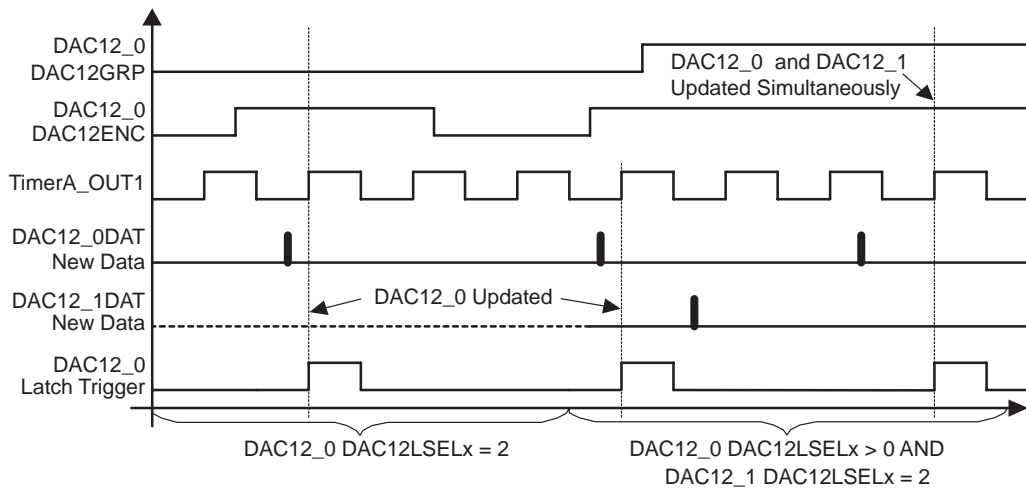 DAC12_0
DAC12GRP
DAC12_0 and DAC12_1
Updated Simultaneously
DAC12_0
DAC12ENC
TimerA_OUT1
DAC12_0DAT
New Data
DAC12_1DAT
New Data
DAC12_0 Updated
DAC12_0
Latch Trigger
DAC12_0 DAC12LSELx = 2
DAC12_0 DAC12LSELx > 0 AND
DAC12_1 DAC12LSELx = 2